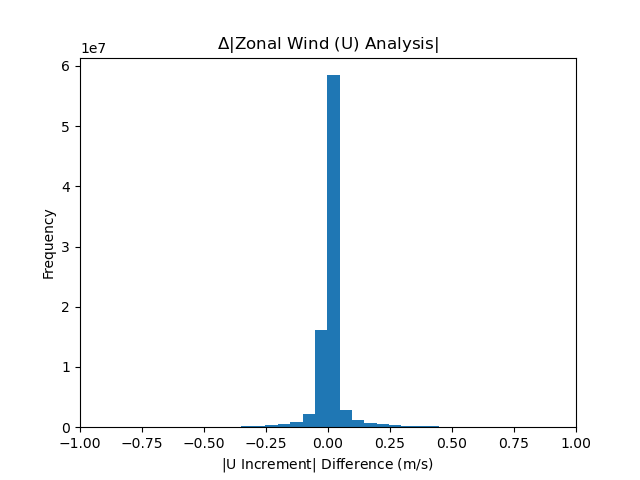 Δ|Zonal Wind (U) Analysis|
1e7
6
5
4
3
2
1
0
Frequency
−1.00 −0.75 −0.50 −0.25 0.00 0.25 0.50 0.75 1.00
|U Increment| Difference (m/s)